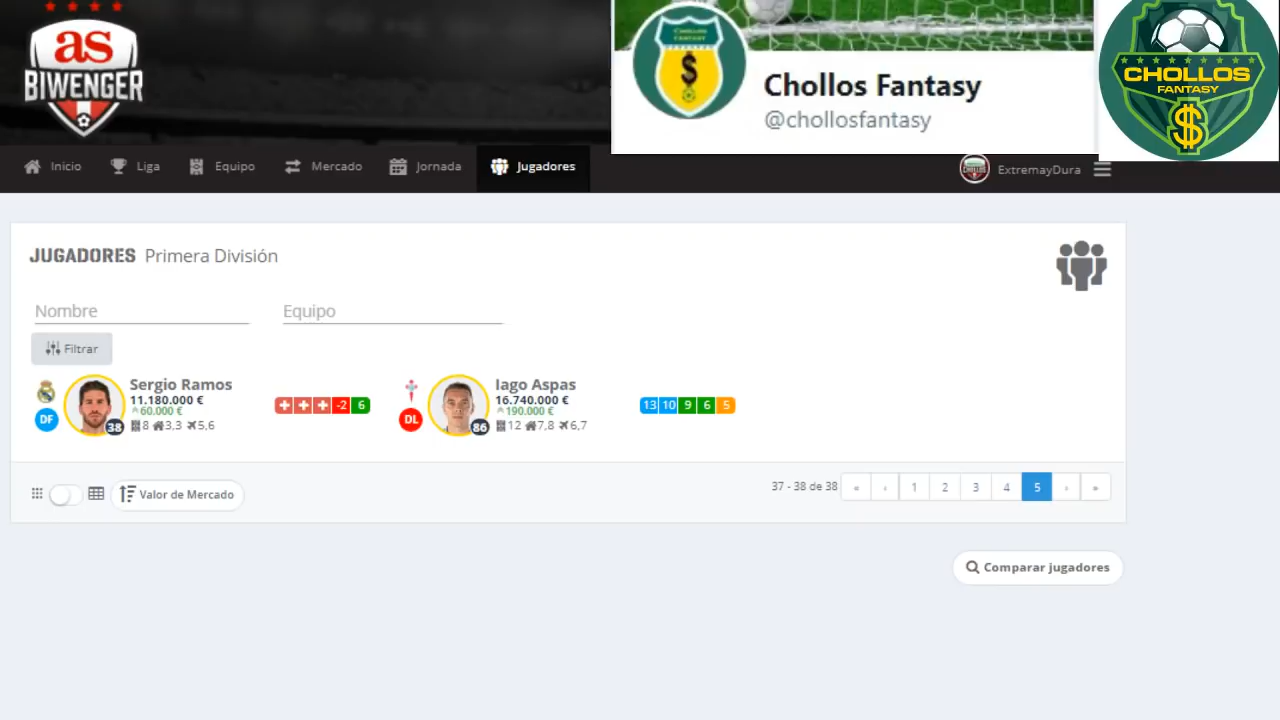 as
BIWENGER
CHOLLOS
FANTASY
$
Chollos Fantasy
@chollosfantasy
CHOLLOS
FANTASY
$
Inicio Liga Equipo Mercado Jornada Jugadores ExtremayDura
JUGADORES Primera División
Nombre Equipo
Filtrar
Sergio Ramos
11.180.000 €
60.000 €
8 3,3 5,6
DF
38
-2 6
Iago Aspas
16.740.000 €
190.000 €
12 7,8 6,7
DL
86
13 10 9 6 5
Valor de Mercado
37 - 38 de 38 « ‹ 1 2 3 4 5 › »
Comparar jugadores